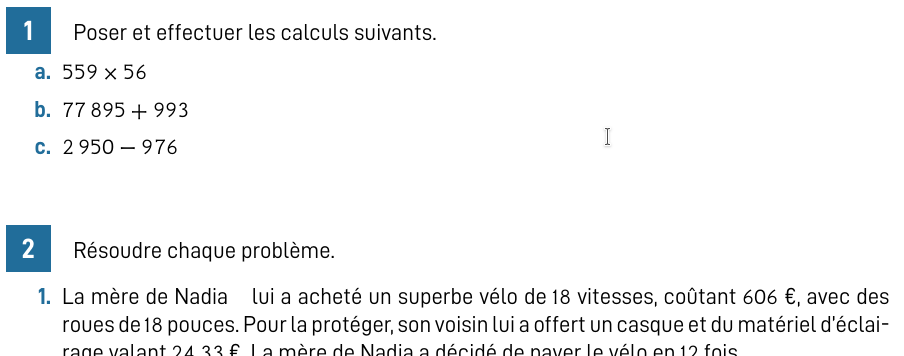 1 Poser et effectuer les calculs suivants.
a. 559 × 56
b. 77 895 + 993
c. 2 950 − 976
2 Résoudre chaque problème.
1. La mère de Nadia lui a acheté un superbe vélo de 18 vitesses, coûtant 606 €, avec des
roues de 18 pouces. Pour la protéger, son voisin lui a offert un casque et du matériel d'éclai-
rage valant 24,33 €. La mère de Nadia a décidé de payer le vélo en 12 fois